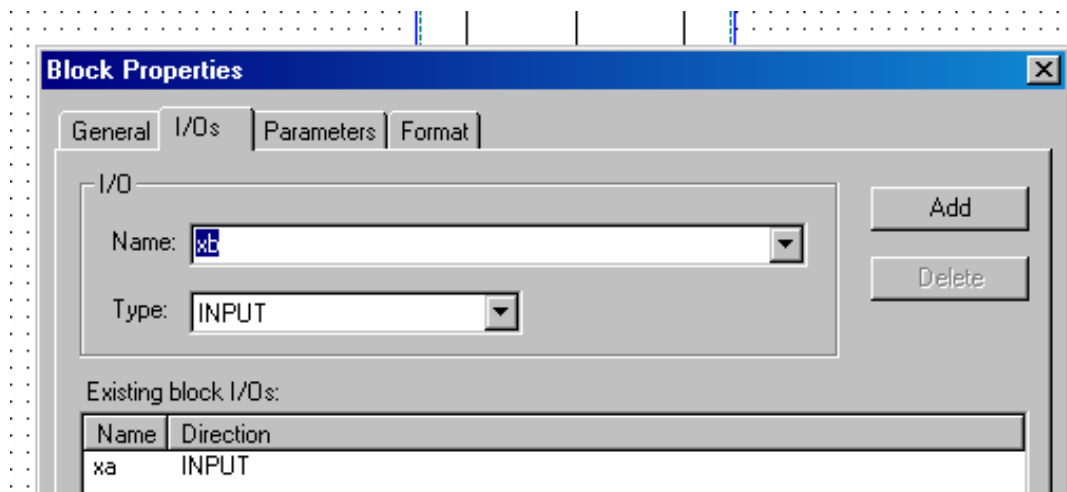 Block Properties
General I/Os Parameters Format
I/O
Name: xb
Add
Type: INPUT
Delete
Existing block I/Os:
Name Direction
xa INPUT